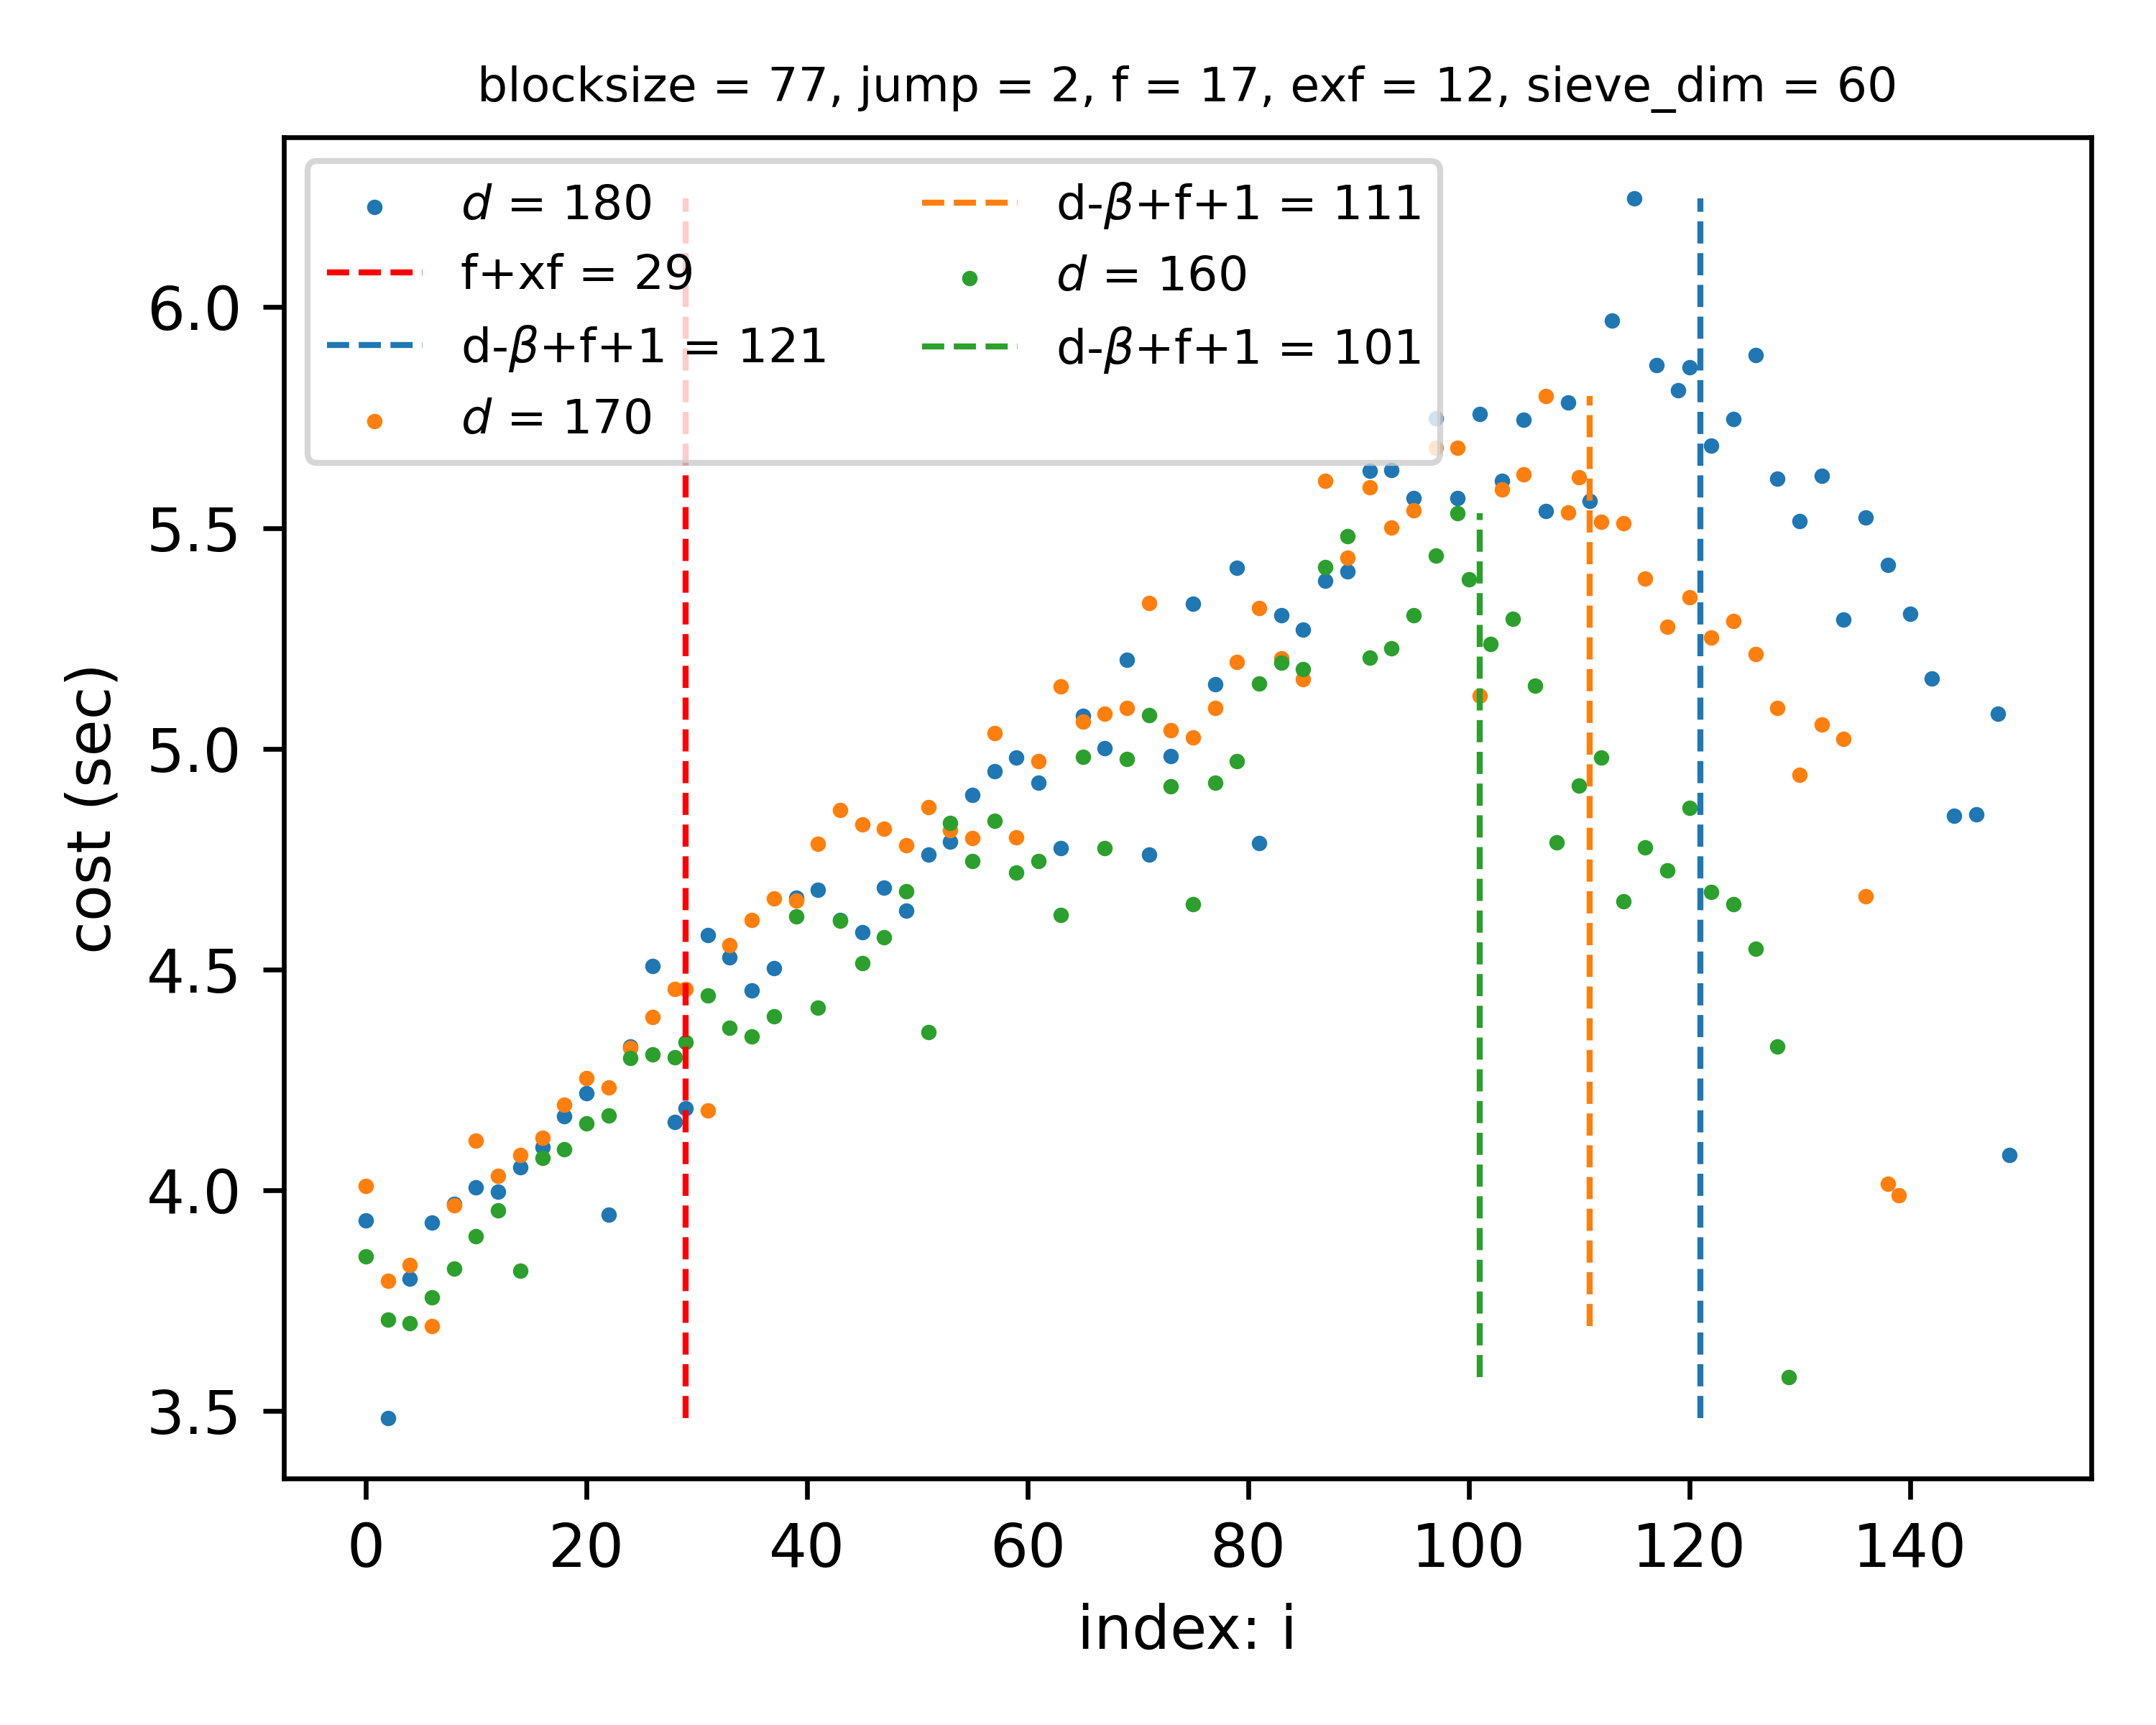 blocksize = 77, jump = 2, f = 17, exf = 12, sieve_dim = 60
d = 180
f+xf = 29
d-β+f+1 = 121
d = 170
d-β+f+1 = 111
d = 160
d-β+f+1 = 101
cost (sec)
6.0
5.5
5.0
4.5
4.0
3.5
0 20 40 60 80 100 120 140
index: i